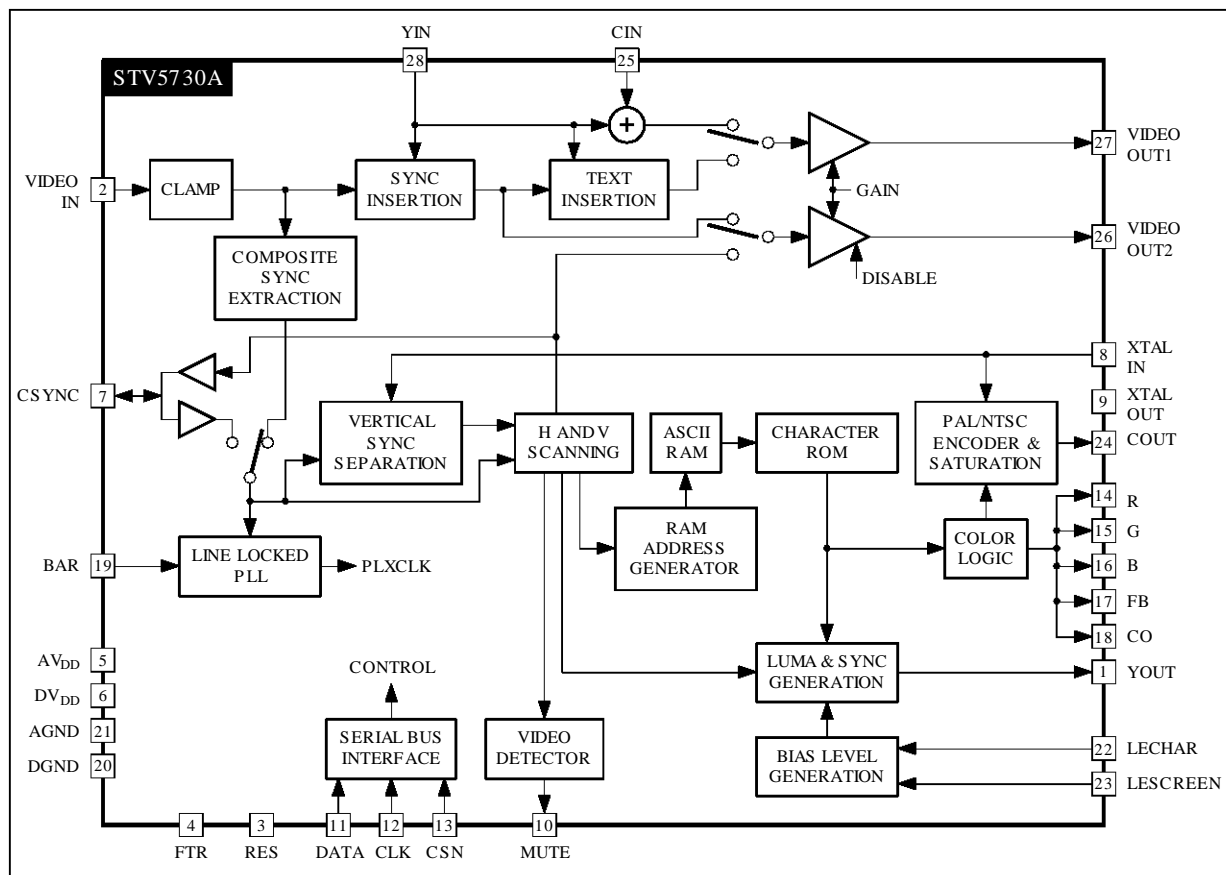 YIN
CIN
28
25
STV5730A
VIDEO
IN
2
CLAMP
SYNC
INSERTION
TEXT
INSERTION
+
GAIN
27
VIDEO
OUT1
26
VIDEO
OUT2
DISABLE
COMPOSITE
SYNC
EXTRACTION
CSYNC
7
VERTICAL
SYNC
SEPARATION
H AND V
SCANNING
ASCII
RAM
CHARACTER
ROM
PAL/NTSC
ENCODER &
SATURATION
8
XTAL
IN
9
XTAL
OUT
24
COUT
BAR
19
LINE LOCKED
PLL
PLXCLK
RAM
ADDRESS
GENERATOR
COLOR
LOGIC
14
R
15
G
16
B
17
FB
18
CO
AVDD
5
DVDD
6
AGND
21
DGND
20
CONTROL
SERIAL BUS
INTERFACE
VIDEO
DETECTOR
LUMA & SYNC
GENERATION
1
YOUT
BIAS LEVEL
GENERATION
22
LECHAR
23
LESCREEN
4
3
11
12
13
10
FTR
RES
DATA
CLK
CSN
MUTE